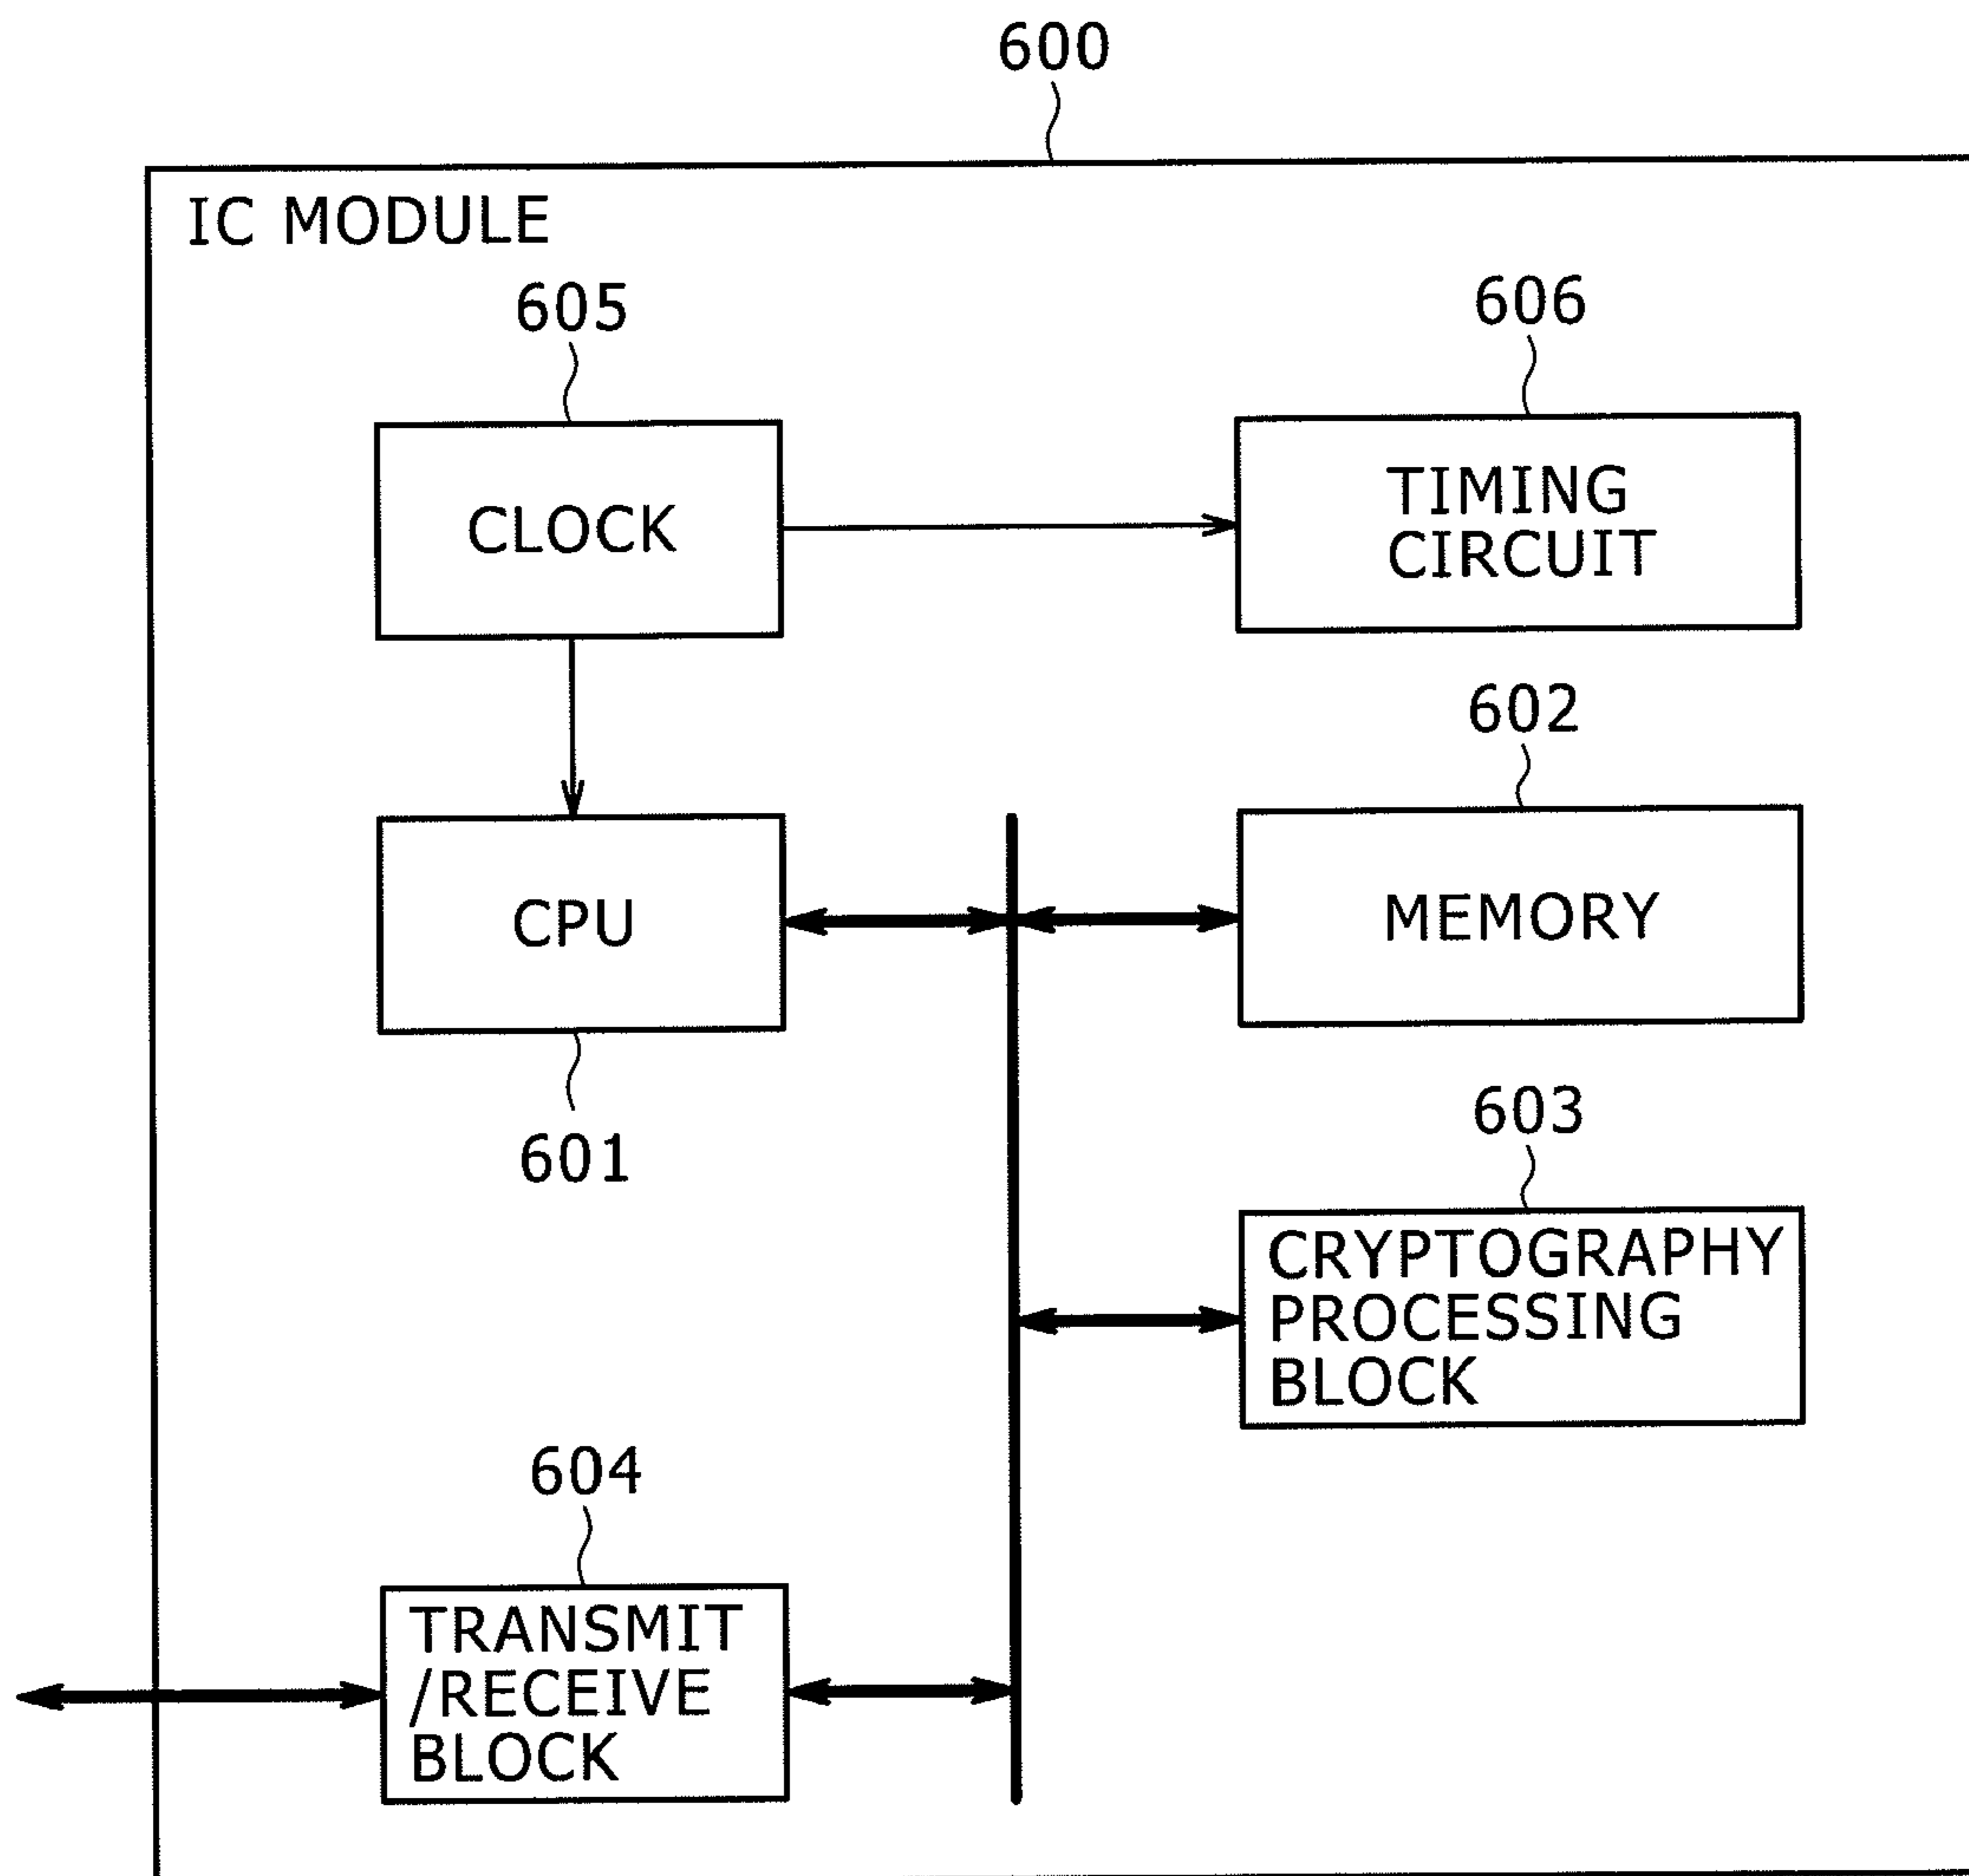 600
IC MODULE
605
606
CLOCK
TIMING
CIRCUIT
602
CPU
MEMORY
601
603
CRYPTOGRAPHY
PROCESSING
BLOCK
604
TRANSMIT
/RECEIVE
BLOCK